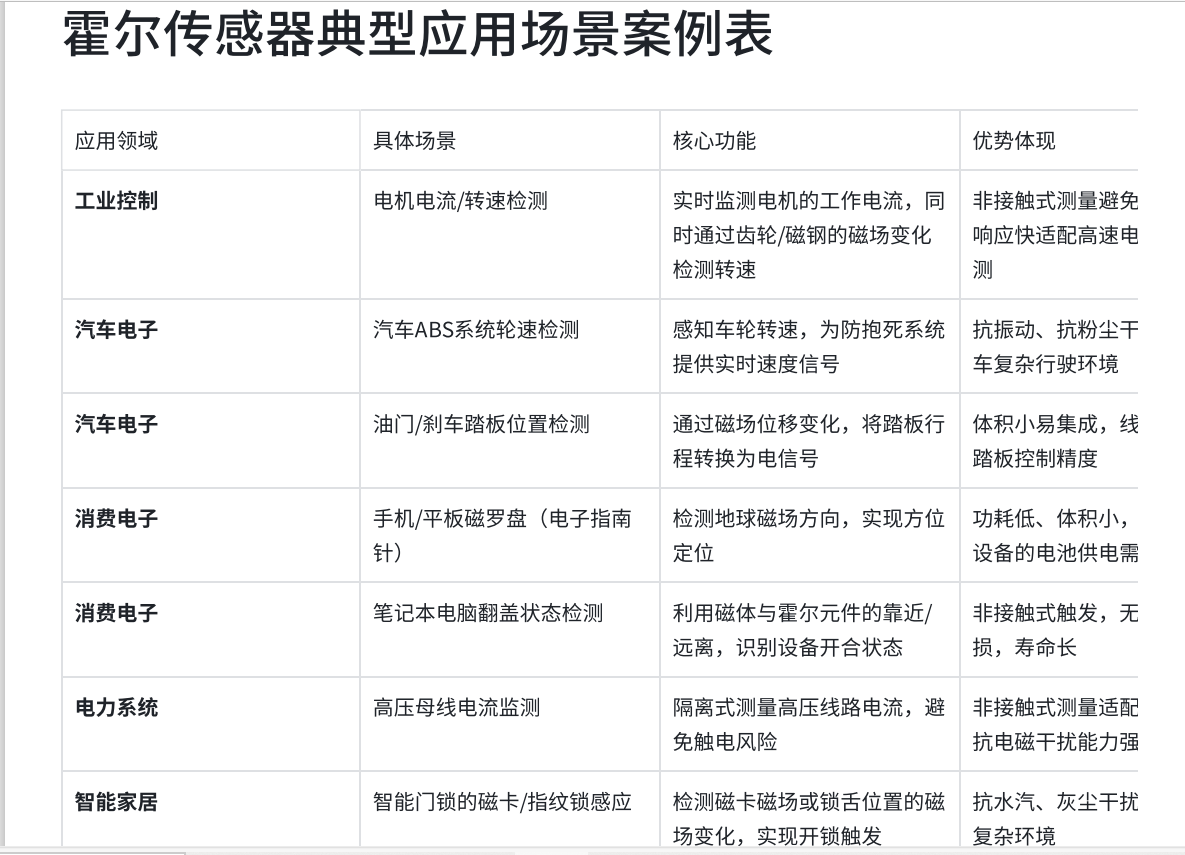 霍尔传感器典型应用场景案例表
应用领域
具体场景
核心功能
优势体现
工业控制
电机电流/转速检测
实时监测电机的工作电流，同
时通过齿轮/磁钢的磁场变化
检测转速
非接触式测量避免
响应快适配高速电
测
汽车电子
汽车ABS系统轮速检测
感知车轮转速，为防抱死系统
提供实时速度信号
抗振动、抗粉尘干
车复杂行驶环境
汽车电子
油门/刹车踏板位置检测
通过磁场位移变化，将踏板行
程转换为电信号
体积小易集成，线
踏板控制精度
消费电子
手机/平板磁罗盘（电子指南
针）
检测地球磁场方向，实现方位
定位
功耗低、体积小，
设备的电池供电需
消费电子
笔记本电脑翻盖状态检测
利用磁体与霍尔元件的靠近/
远离，识别设备开合状态
非接触式触发，无
损，寿命长
电力系统
高压母线电流监测
隔离式测量高压线路电流，避
免触电风险
非接触式测量适配
抗电磁干扰能力强
智能家居
智能门锁的磁卡/指纹锁感应
检测磁卡磁场或锁舌位置的磁
场变化，实现开锁触发
抗水汽、灰尘干扰
复杂环境